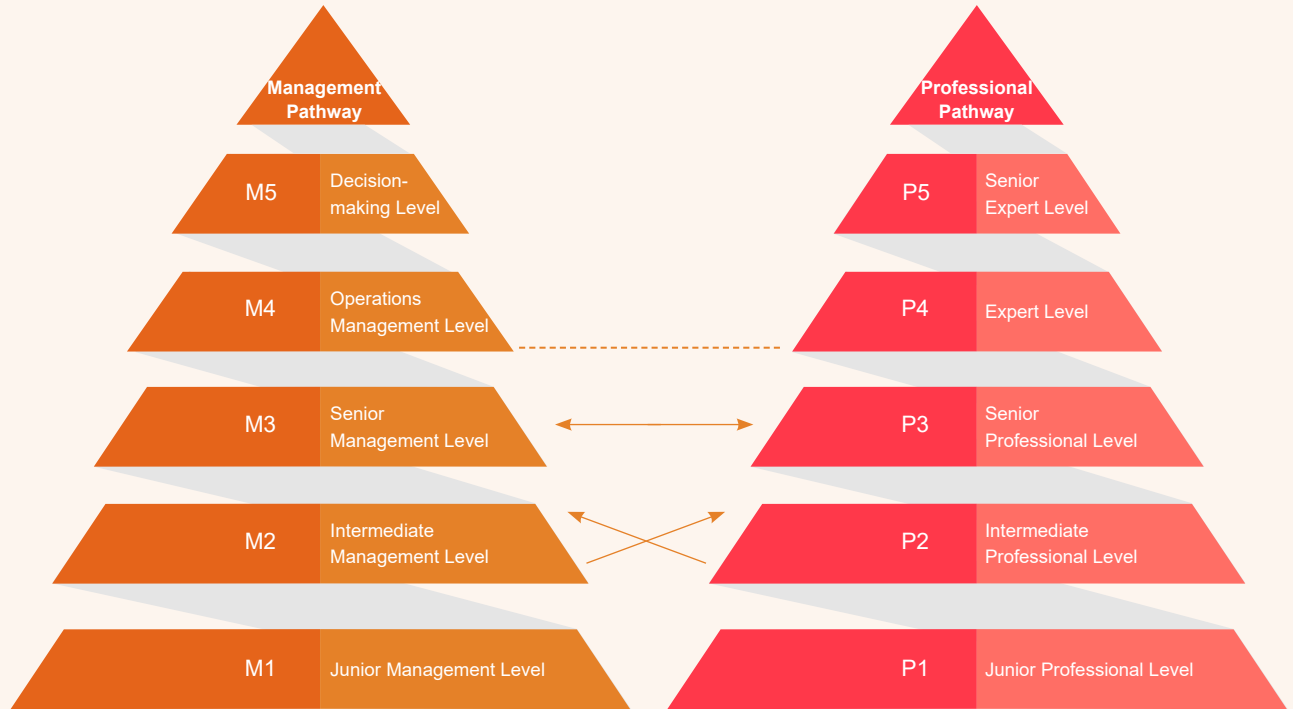 Management
Pathway
M5
Decision-
making Level
M4
Operations
Management Level
M3
Senior
Management Level
M2
Intermediate
Management Level
M1
Junior Management Level
Professional
Pathway
P5
Senior
Expert Level
P4
Expert Level
P3
Senior
Professional Level
P2
Intermediate
Professional Level
P1
Junior Professional Level